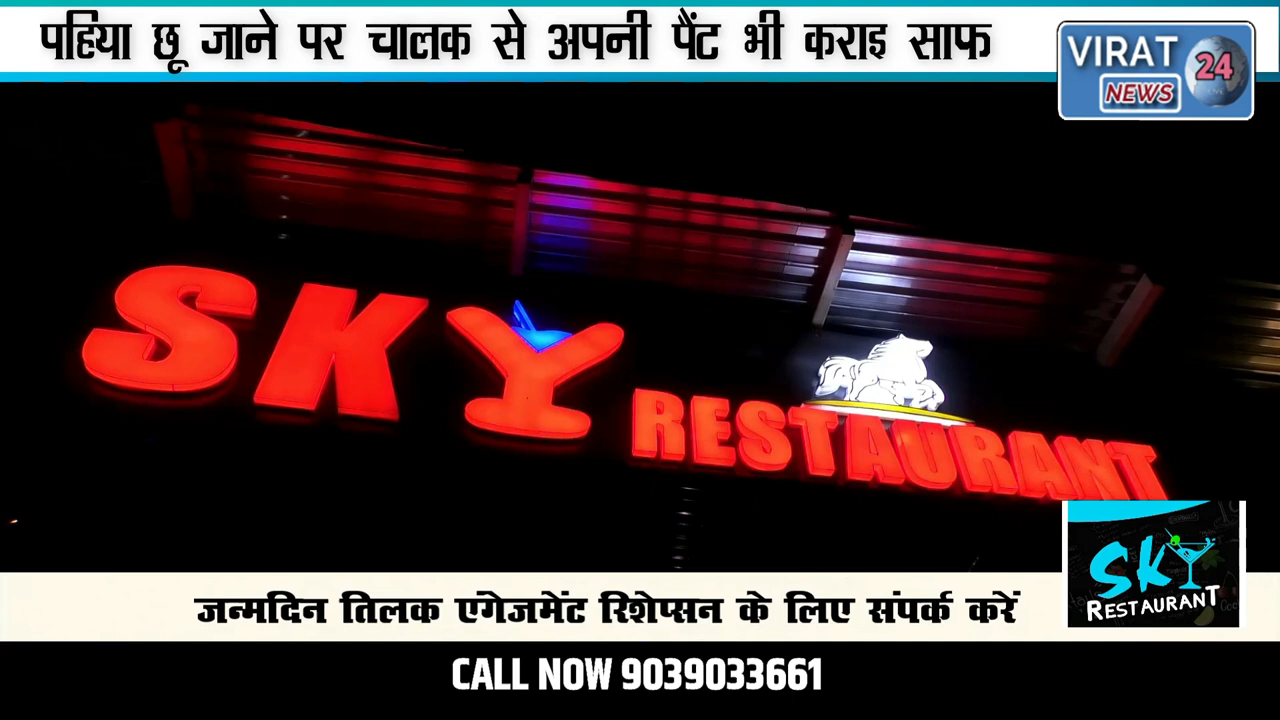 पहिया छू जाने पर चालक से अपनी पैंट भी कराइ साफ
VIRAT
24
NEWS
SKY RESTAURANT
SKY
RESTAURANT
जन्मदिन तिलक एंगेजमेंट रिशेप्सन के लिए संपर्क करें
CALL NOW 9039033661